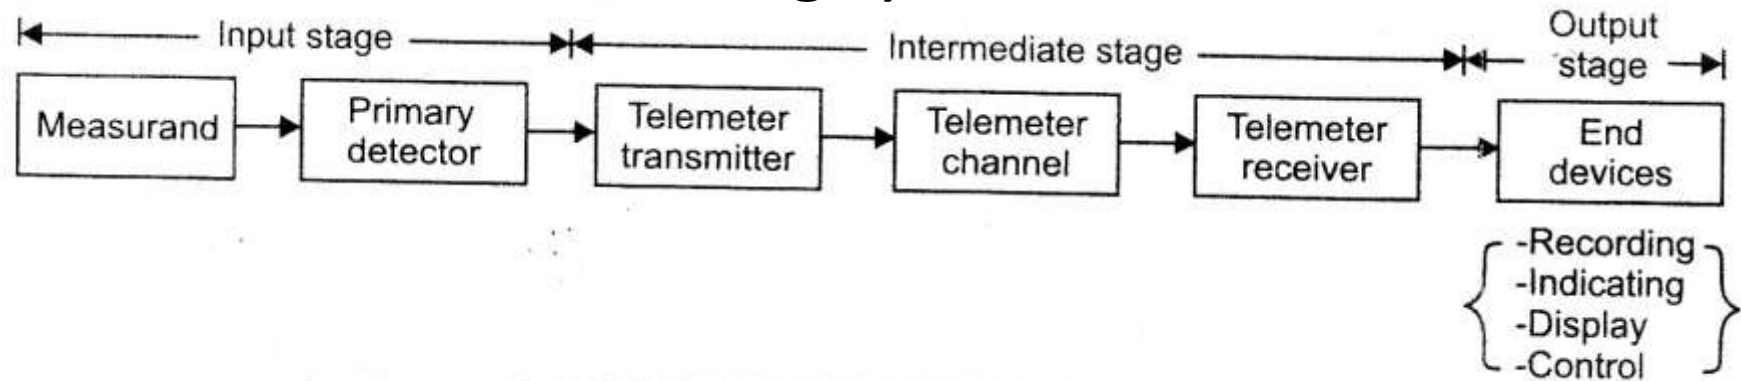 Input stage
Intermediate stage
Output
stage
Measurand
Primary
detector
Telemeter
transmitter
Telemeter
channel
Telemeter
receiver
End
devices
-Recording
-Indicating
-Display
-Control